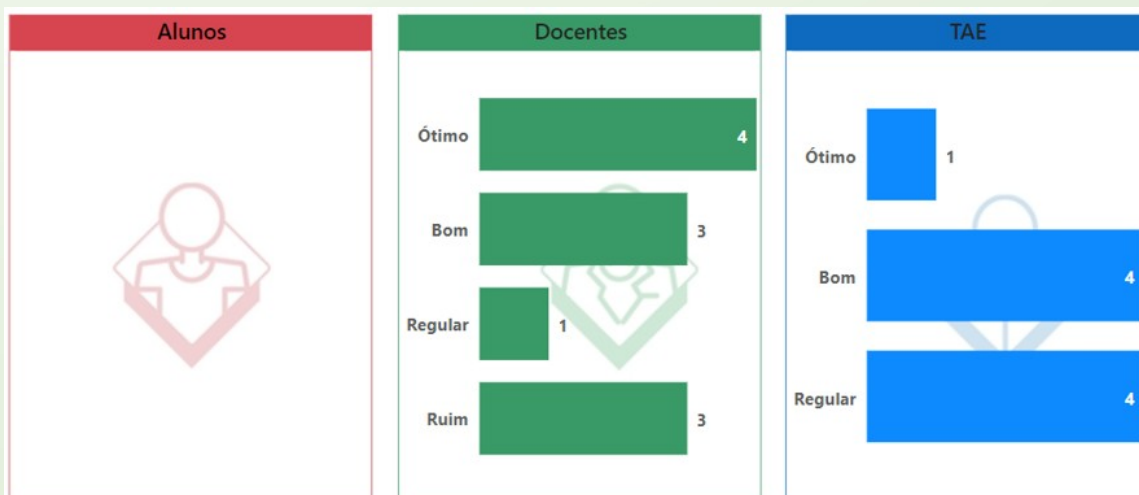 Alunos
Docentes
Ótimo 4
Bom 3
Regular 1
Ruim 3
TAE
Ótimo 1
Bom 4
Regular 4